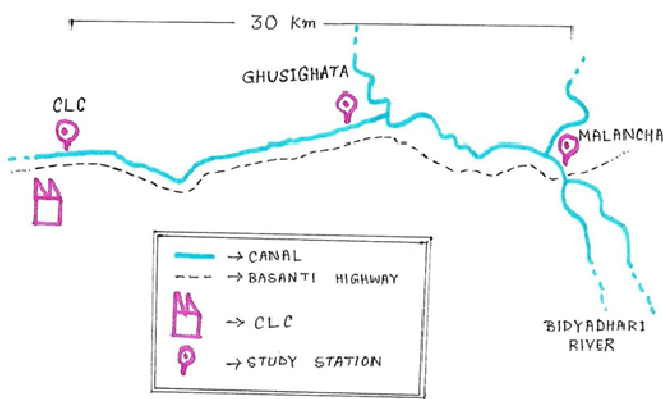 30 Km
GHUSIGHATA
CLC
MALANCHA
→ CANAL
→ BASANTI HIGHWAY
→ CLC
→ STUDY STATION
BIDYADHARI
RIVER